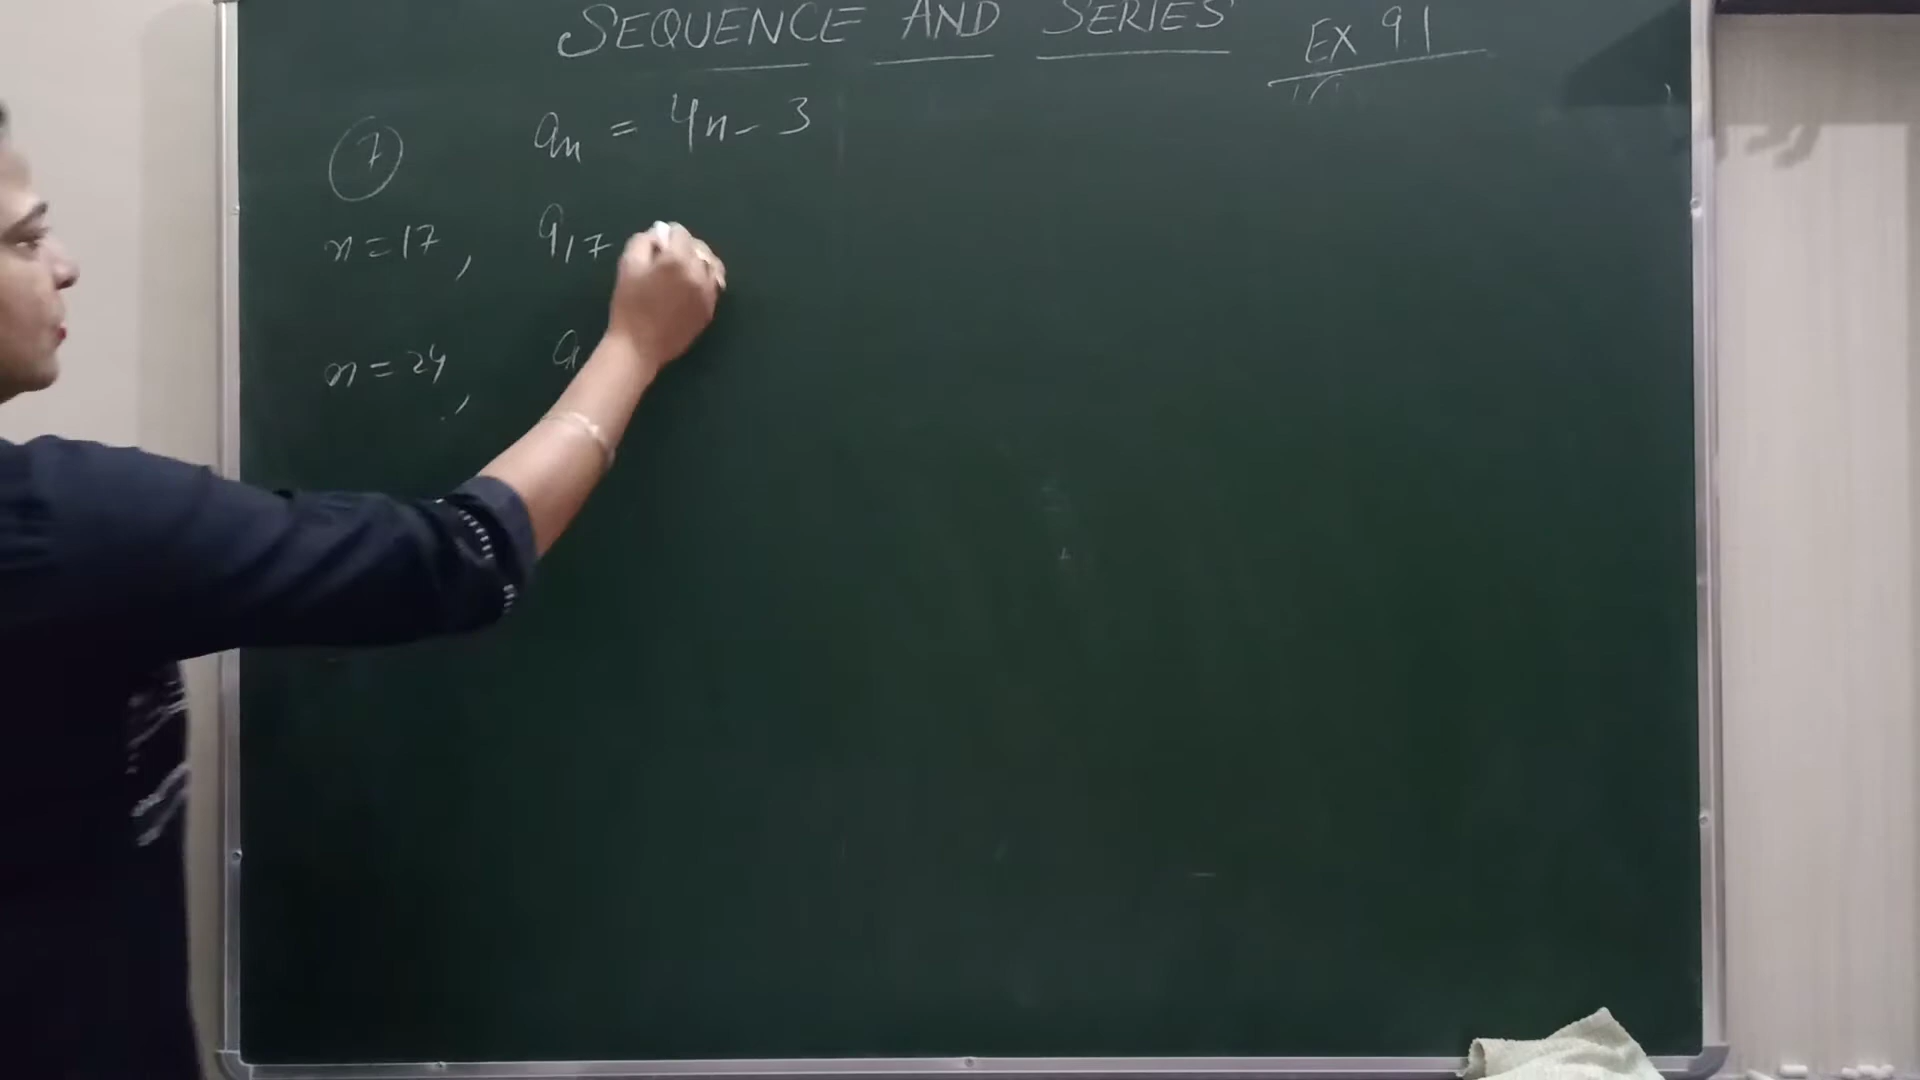 SEQUENCE AND SERIES Ex 9.1
7 aₙ = 4n - 3
n = 17, a₁₇
n = 24, a